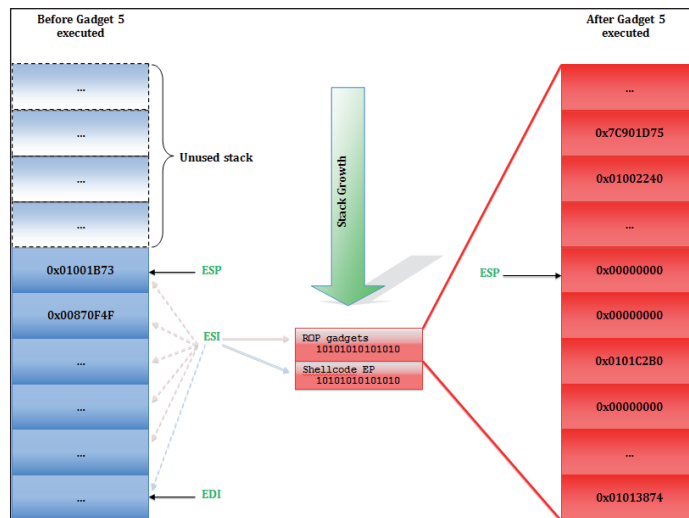 Before Gadget 5
executed
...
...
...
...
Unused stack
0x01001B73
ESP
0x00870F4F
ESI
...
...
...
...
EDI
Stack Growth
ROP gadgets
10101010101010
Shellcode EP
10101010101010
After Gadget 5
executed
...
0x7C901D75
0x01002240
...
ESP
0x00000000
0x00000000
0x0101C2B0
0x00000000
...
0x01013874